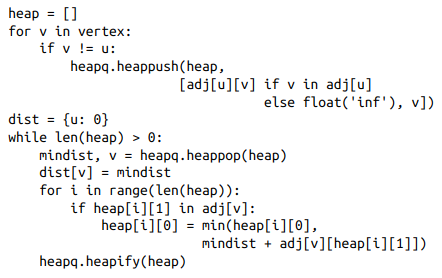 heap = []
for v in vertex:
    if v != u:
        heapq.heappush(heap,
                       [adj[u][v] if v in adj[u]
                                  else float('inf'), v])
dist = {u: 0}
while len(heap) > 0:
    mindist, v = heapq.heappop(heap)
    dist[v] = mindist
    for i in range(len(heap)):
        if heap[i][1] in adj[v]:
            heap[i][0] = min(heap[i][0],
                             mindist + adj[v][heap[i][1]])
    heapq.heapify(heap)